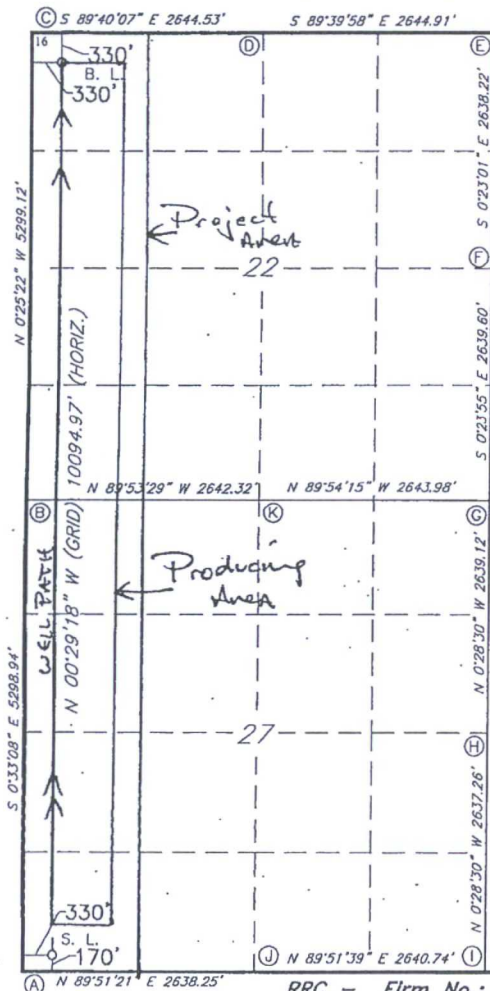 C S 89°40'07" E 2644.53' S 89°39'58" E 2644.91'
16 330' D E
B. L.
330'
S 0°23'01" E 2638.22'
N 0°25'22" W 5299.12'
Project
Area
22
F
S 0°23'55" E 2639.60'
N 00°29'18" W (GRID) 10094.97' (HORIZ.)
N 89°53'29" W 2642.32' N 89°54'15" W 2643.98'
B K G
WELL PATH
Producing
Area
N 0°28'30" W 2639.12'
S 0°33'08" E 5298.94'
27
H
N 0°28'30" W 2637.26'
330'
S. L.
170'
J N 89°51'39" E 2640.74' I
A N 89°51'21" E 2638.25'
RRC - Firm No.: